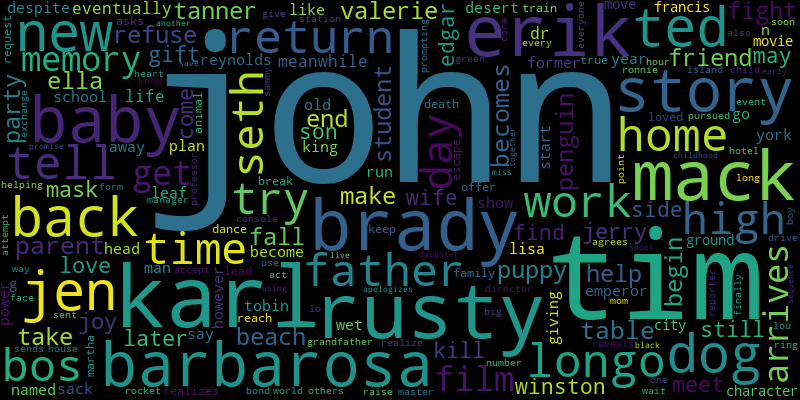 despite
eventually
tanner
asks
like
valerie
request
new
return
erik
ted
desert
train
move
francis
fight
every
another
station
give
everyone
edgar
prompting
green
core
n
dr
also
year
true
soon
movie
memory
refuse
gift
reynolds
meanwhile
former
ronnie
hour
friend
may
ella
heart
know
save
sammy
john
island
child
early
party
exchange
school
life
animal
come
seth
old
death
story
loved
pursued
event
baby
student
end
son
king
day
escape
becomes
together
start
penguin
home
go
york
tell
away
plan
professor
run
miss
point
childhood
hotel
promise
get
leaf
try
break
offer
mack
long
helping
mask
form
manager
make
wife
show
work
back
console
brady
find
jerry
side
high
boy
attempt
parent
head
time
dance
fall
keep
lisa
agrees
shoot
ground
drive
way
love
man
become
live
daughter
puppy
help
begin
reporter
finally
arrives
sequence
power
g
face
jen
karl
however
accept
lead
use
act
father
family
director
emperor
mom
tim
sent
joy
tobin
using
lo
rusty
big
giving
city
still
lou
take
later
say
reach
wet
apologizes
table
ring
sends
house
martha
beach
grandfather
realize
kill
reveals
black
bos
barbarosa
longo
dog
number
one
meet
named
sack
rocket
realizes
bond
world
others
raise
master
film
winston
wait
character